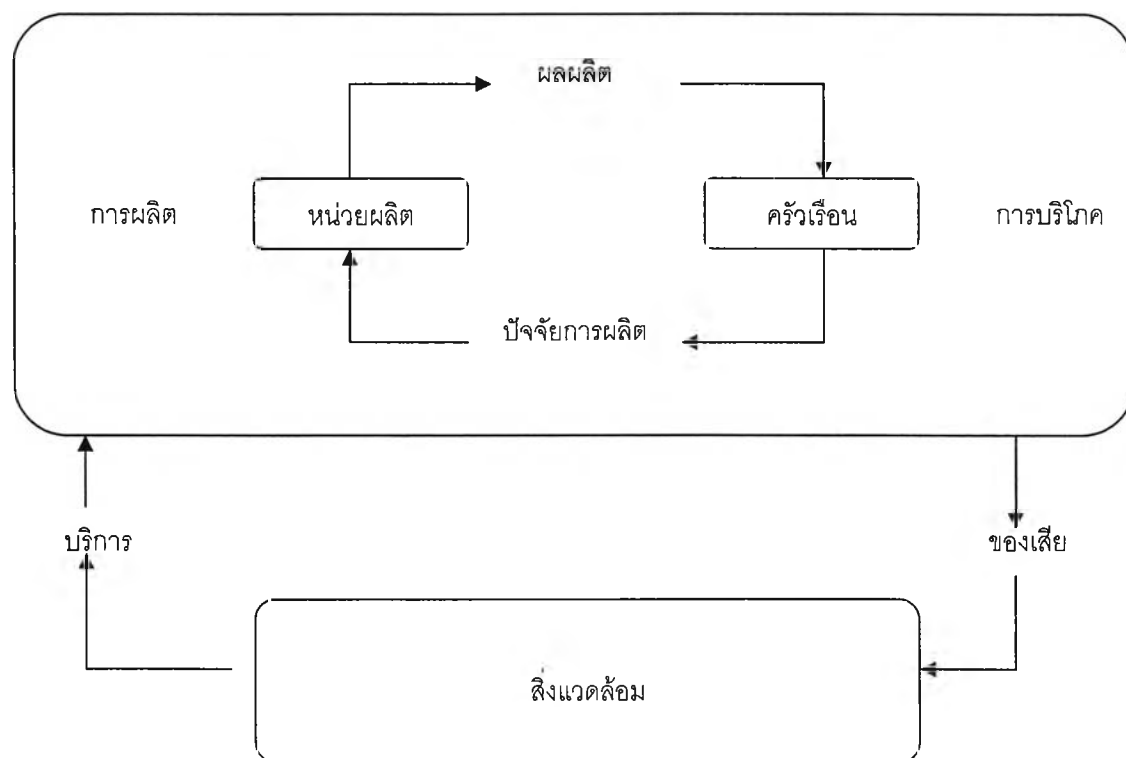 ผลผลิต
การผลิต
หน่วยผลิต
ครัวเรือน
การบริโภค
ปัจจัยการผลิต
บริการ
ของเสีย
สิ่งแวดล้อม